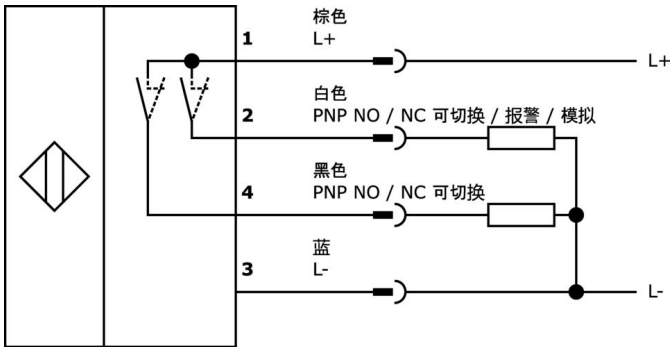 棕色
1 L+
L+
白色
2 PNP NO / NC 可切换 / 报警 / 模拟
黑色
4 PNP NO / NC 可切换
蓝
3 L-
L-